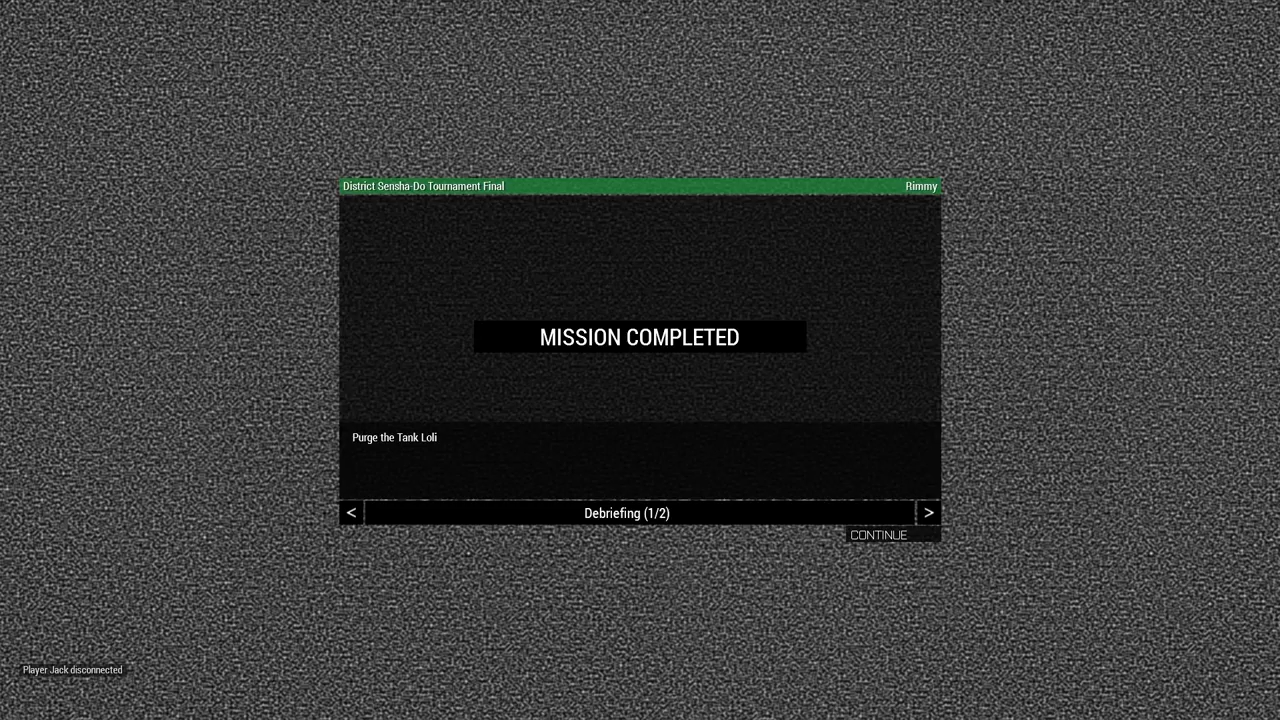 District Sensha-Do Tournament Final Rimmy
MISSION COMPLETED
Purge the Tank Loli
< Debriefing (1/2) >
CONTINUE
Player Jack disconnected